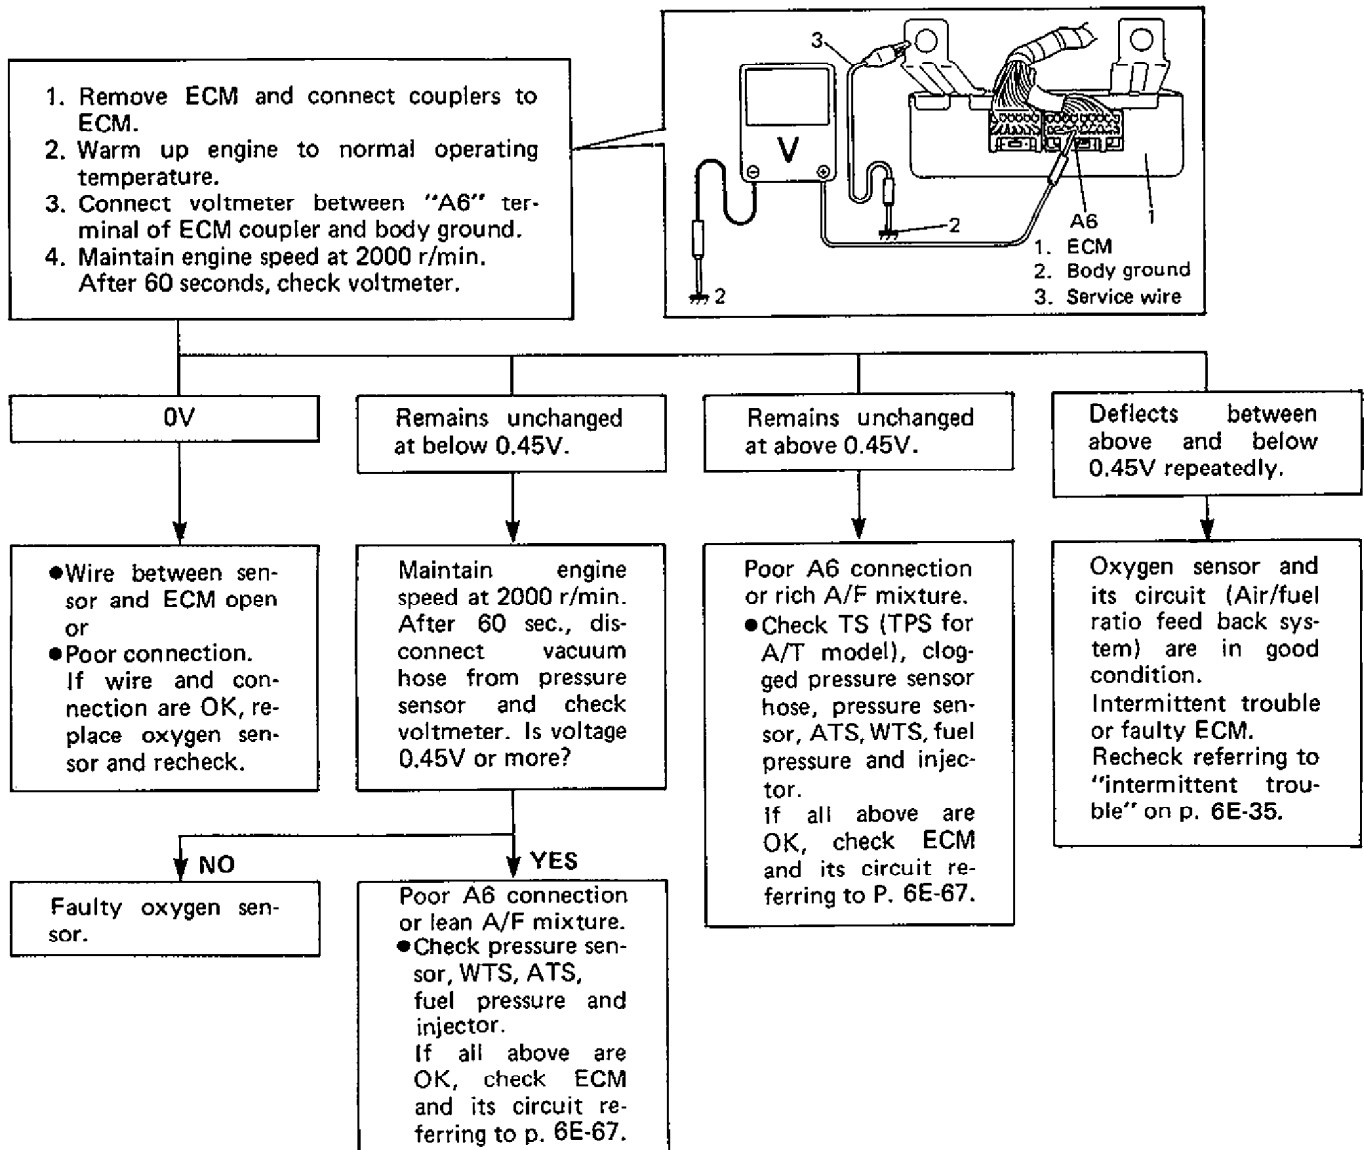 1. Remove ECM and connect couplers to
ECM.
2. Warm up engine to normal operating
temperature.
3. Connect voltmeter between "A6" ter-
minal of ECM coupler and body ground.
4. Maintain engine speed at 2000 r/min.
After 60 seconds, check voltmeter.
3
V
⊖
⊕
2
2
A6
1
1. ECM
2. Body ground
3. Service wire
0V
Remains unchanged
at below 0.45V.
Remains unchanged
at above 0.45V.
Deflects between
above and below
0.45V repeatedly.
●Wire between sen-
sor and ECM open
or
●Poor connection.
If wire and con-
nection are OK, re-
place oxygen sen-
sor and recheck.
Maintain engine
speed at 2000 r/min.
After 60 sec., dis-
connect vacuum
hose from pressure
sensor and check
voltmeter. Is voltage
0.45V or more?
Poor A6 connection
or rich A/F mixture.
●Check TS (TPS for
A/T model), clog-
ged pressure sensor
hose, pressure sen-
sor, ATS, WTS, fuel
pressure and injec-
tor.
If all above are
OK, check ECM
and its circuit re-
ferring to P. 6E-67.
Oxygen sensor and
its circuit (Air/fuel
ratio feed back sys-
tem) are in good
condition.
Intermittent trouble
or faulty ECM.
Recheck referring to
"intermittent trou-
ble" on p. 6E-35.
NO
YES
Faulty oxygen sen-
sor.
Poor A6 connection
or lean A/F mixture.
●Check pressure sen-
sor, WTS, ATS,
fuel pressure and
injector.
If all above are
OK, check ECM
and its circuit re-
ferring to p. 6E-67.